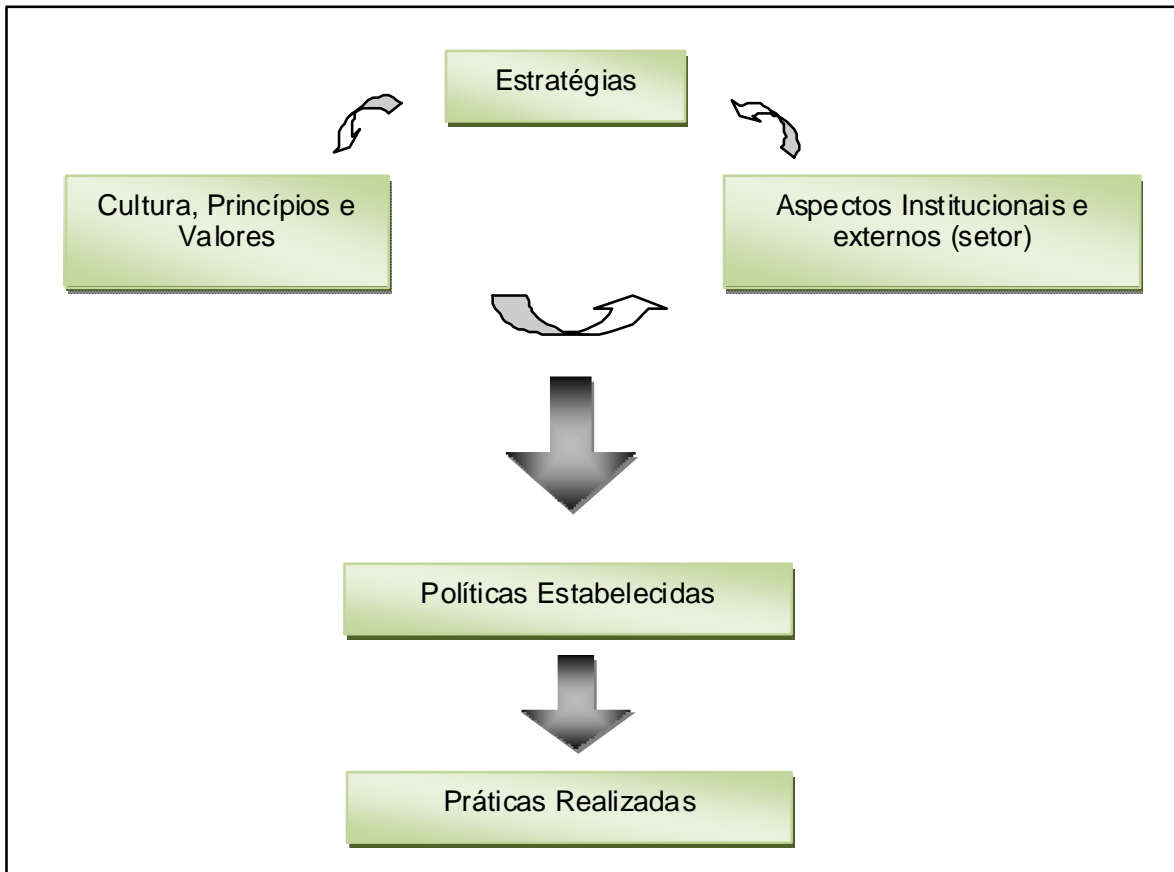 Estratégias
Cultura, Princípios e
Valores
Aspectos Institucionais e
externos (setor)
Políticas Estabelecidas
Práticas Realizadas